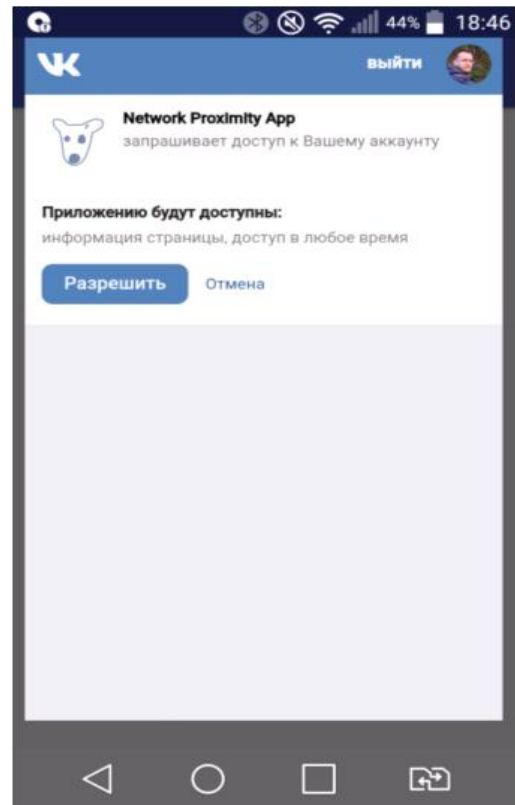 44% 18:46
выйти
Network Proximity App
запрашивает доступ к Вашему аккаунту
Приложению будут доступны:
информация страницы, доступ в любое время
Разрешить Отмена